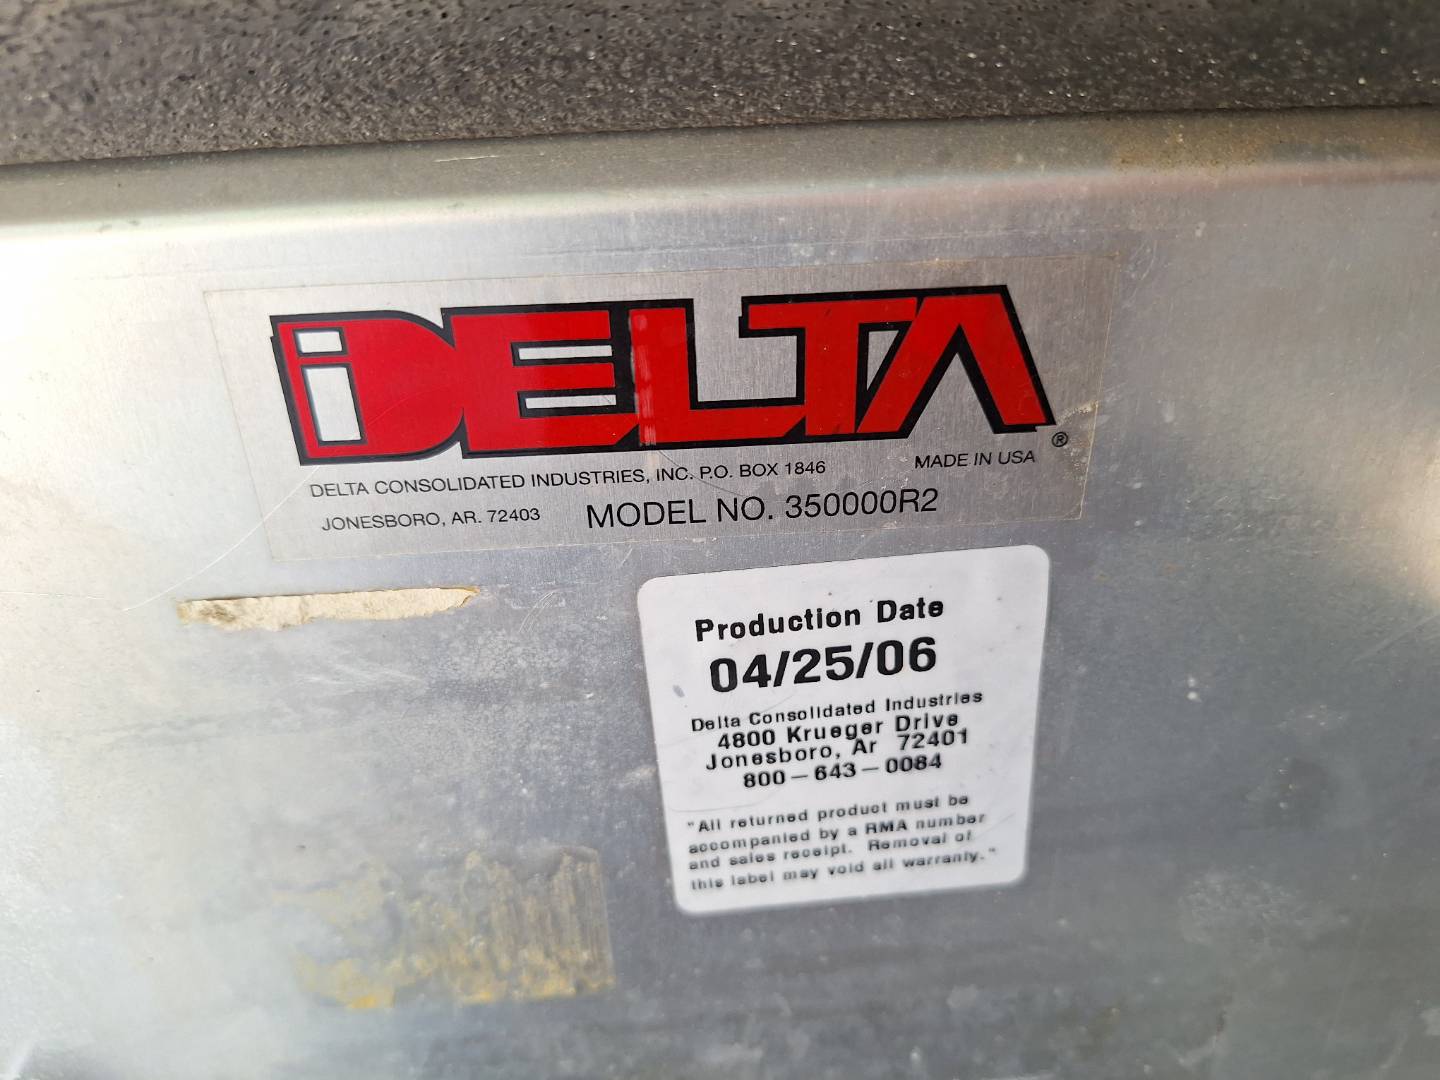 DELTA
®
DELTA CONSOLIDATED INDUSTRIES, INC. P.O. BOX 1846 MADE IN USA
JONESBORO, AR. 72403 MODEL NO. 350000R2
Production Date
04/25/06
Delta Consolidated Industries
4800 Krueger Drive
Jonesboro, Ar 72401
800-643-0084
"All returned product must be
accompanied by a RMA number
and sales receipt. Removal of
this label may void all warranty."